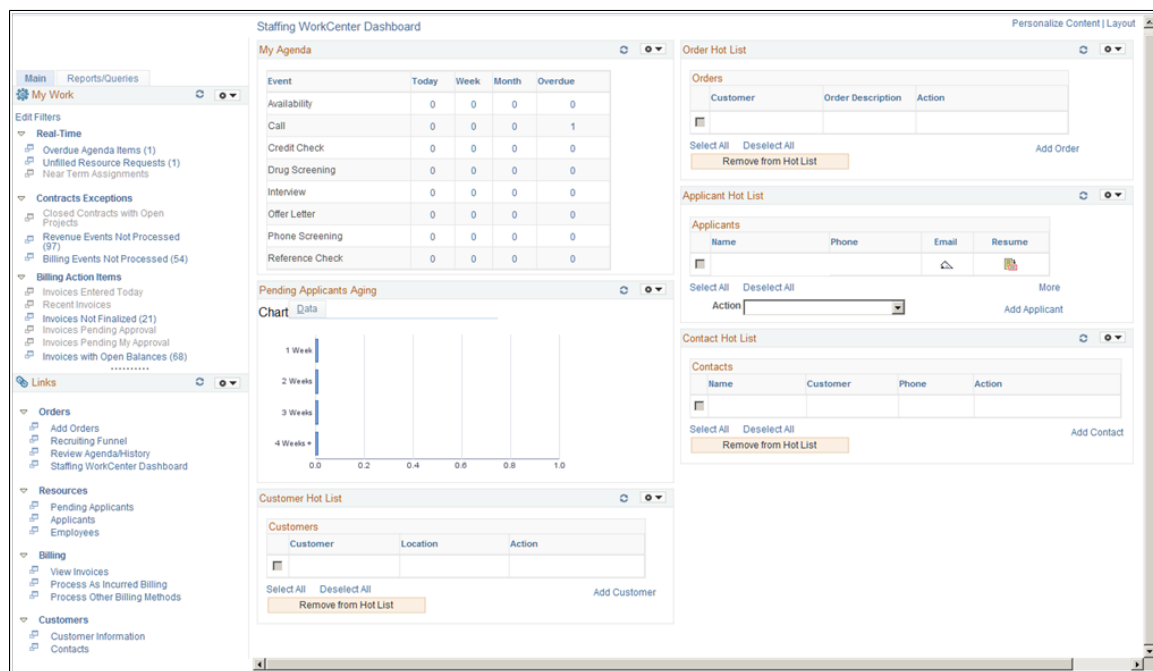 Staffing WorkCenter Dashboard
Personalize Content | Layout
Main Reports/Queries
My Work
Edit Filters
Real-Time
Overdue Agenda Items (1)
Unfilled Resource Requests (1)
Near Term Assignments
Contracts Exceptions
Closed Contracts with Open
Projects
Revenue Events Not Processed
(97)
Billing Events Not Processed (54)
Billing Action Items
Invoices Entered Today
Recent Invoices
Invoices Not Finalized (21)
Invoices Pending Approval
Invoices Pending My Approval
Invoices with Open Balances (68)
Links
Orders
Add Orders
Recruiting Funnel
Review Agenda/History
Staffing WorkCenter Dashboard
Resources
Pending Applicants
Applicants
Employees
Billing
View Invoices
Process As Incurred Billing
Process Other Billing Methods
Customers
Customer Information
Contacts
My Agenda
Event Today Week Month Overdue
Availability 0 0 0 0
Call 0 0 0 1
Credit Check 0 0 0 0
Drug Screening 0 0 0 0
Interview 0 0 0 0
Offer Letter 0 0 0 0
Phone Screening 0 0 0 0
Reference Check 0 0 0 0
Pending Applicants Aging
Chart Data
1 Week
2 Weeks
3 Weeks
4 Weeks +
0.0 0.2 0.4 0.6 0.8 1.0
Customer Hot List
Customers
Customer Location Action
Select All Deselect All
Add Customer
Remove from Hot List
Order Hot List
Orders
Customer Order Description Action
Select All Deselect All
Add Order
Remove from Hot List
Applicant Hot List
Applicants
Name Phone Email Resume
Select All Deselect All More
Action Add Applicant
Contact Hot List
Contacts
Name Customer Phone Action
Select All Deselect All
Add Contact
Remove from Hot List